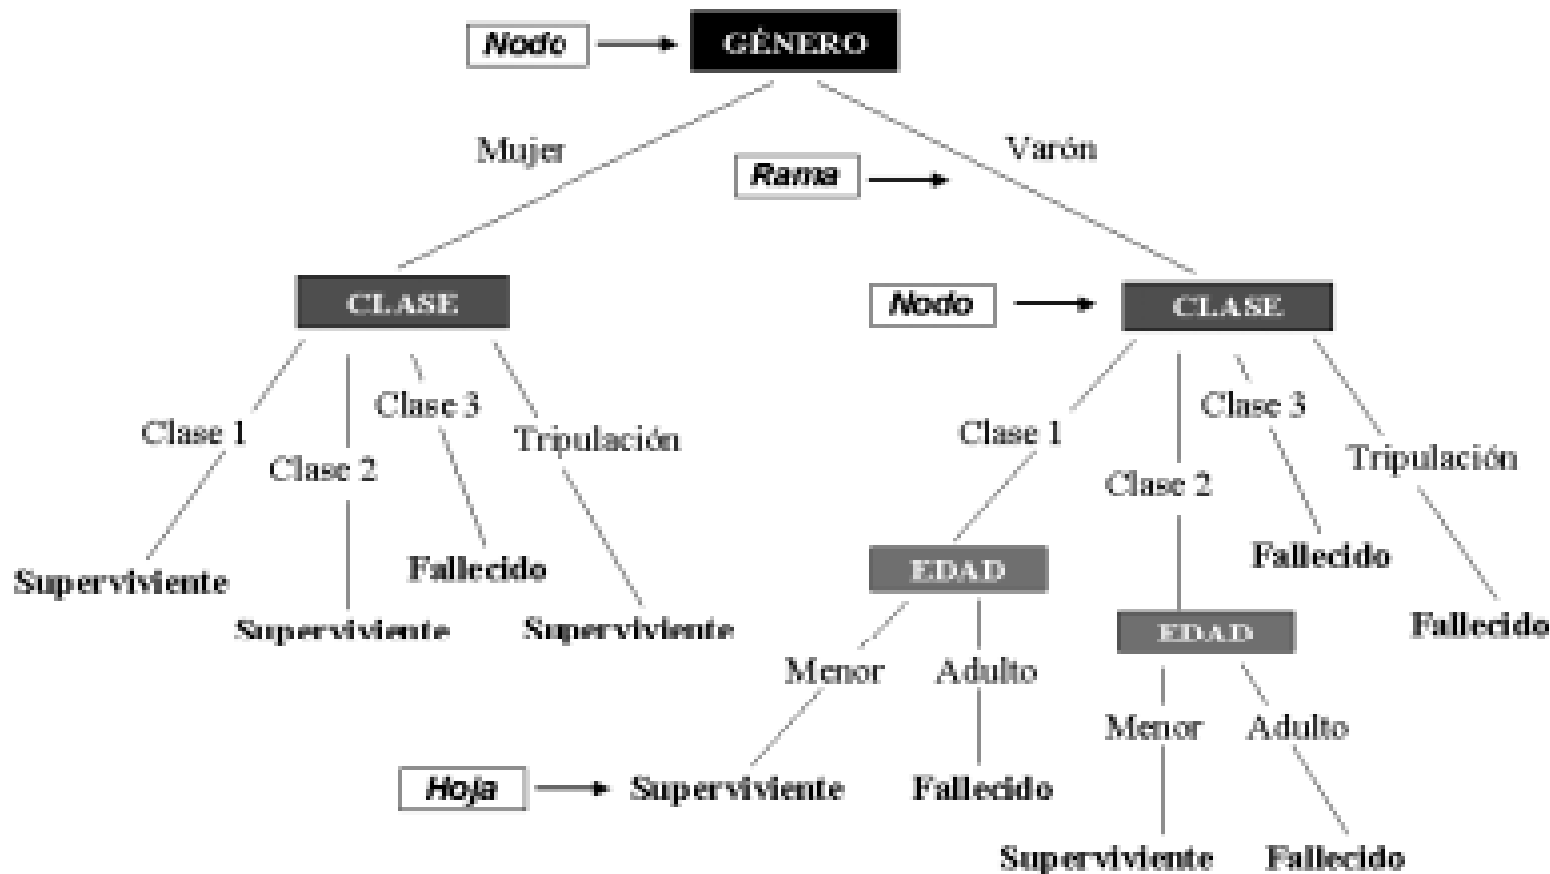 Nodo
GÉNERO
Mujer
Varón
Rama
CLASE
Nodo
CLASE
Clase 1
Clase 2
Clase 3
Tripulación
Clase 1
Clase 2
Clase 3
Tripulación
Superviviente
Superviviente
Fallecido
Superviviente
EDAD
Fallecido
Fallecido
EDAD
Menor
Adulto
Menor
Adulto
Hoja
Superviviente
Fallecido
Superviviente
Fallecido